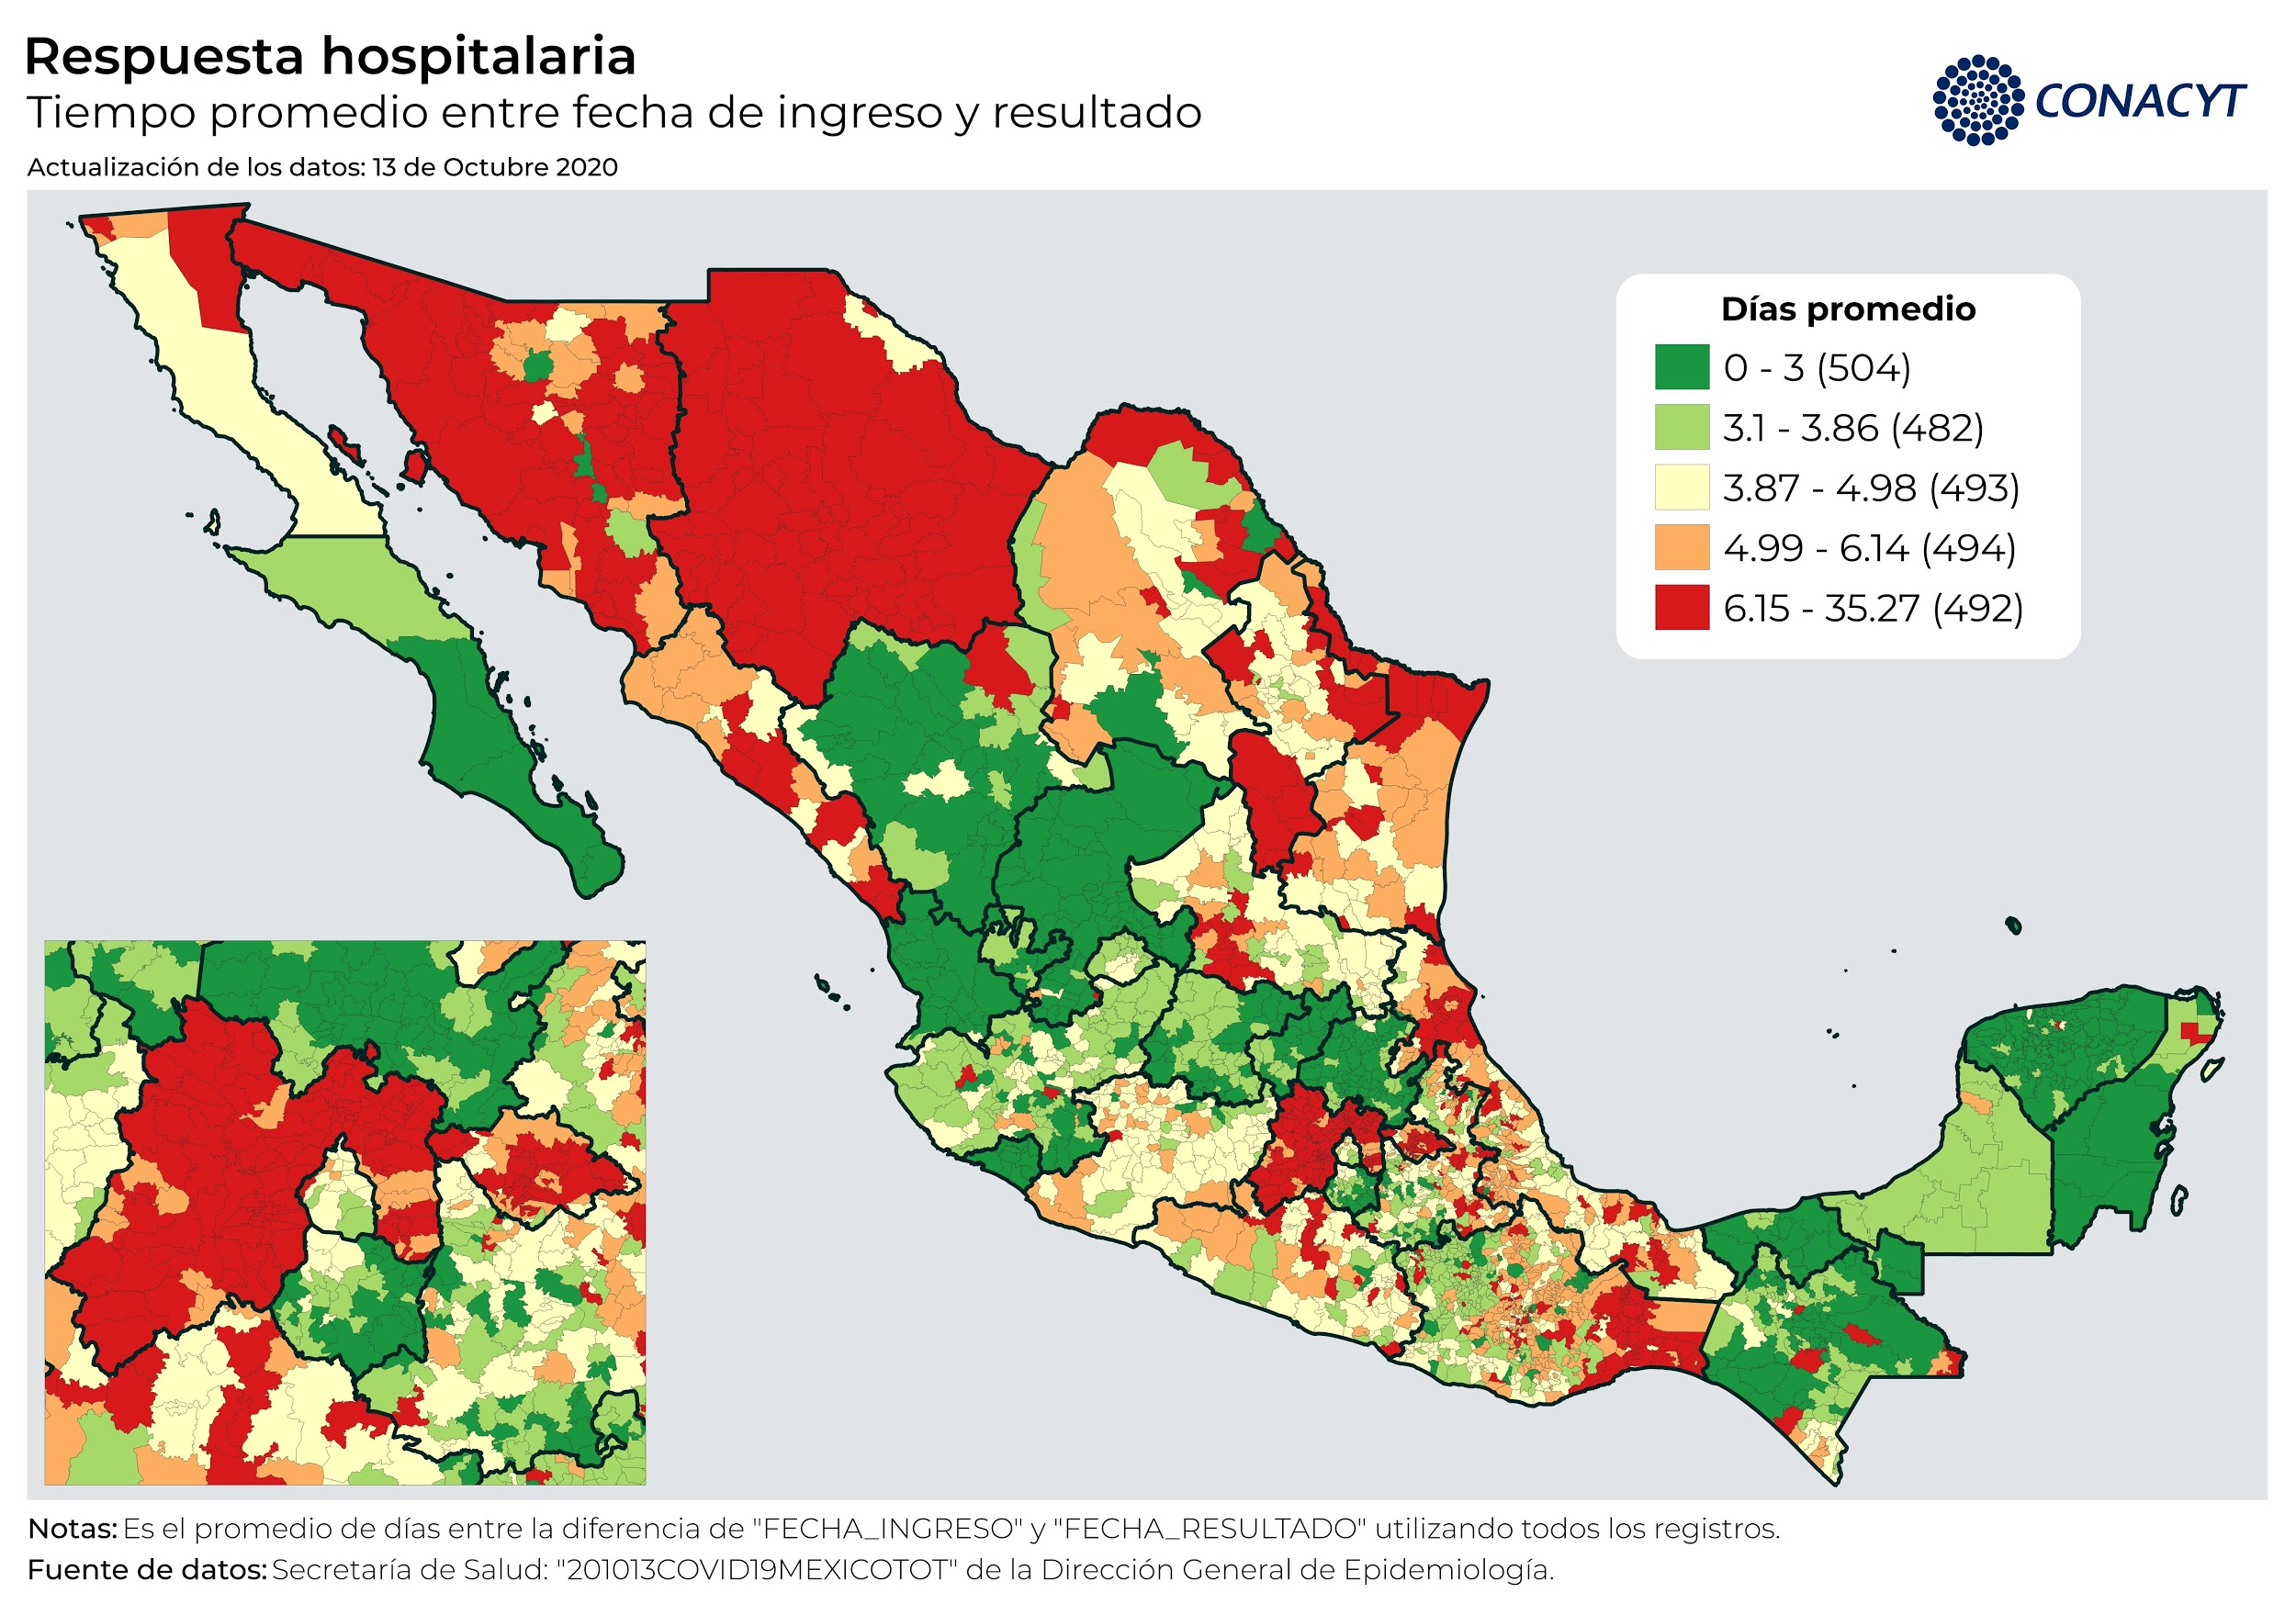 Respuesta hospitalaria
Tiempo promedio entre fecha de ingreso y resultado
Actualización de los datos: 13 de Octubre 2020
CONACYT
Días promedio
0 - 3 (504)
3.1 - 3.86 (482)
3.87 - 4.98 (493)
4.99 - 6.14 (494)
6.15 - 35.27 (492)
Notas: Es el promedio de días entre la diferencia de "FECHA_INGRESO" y "FECHA_RESULTADO" utilizando todos los registros.
Fuente de datos: Secretaría de Salud: "201013COVID19MEXICOTOT" de la Dirección General de Epidemiología.